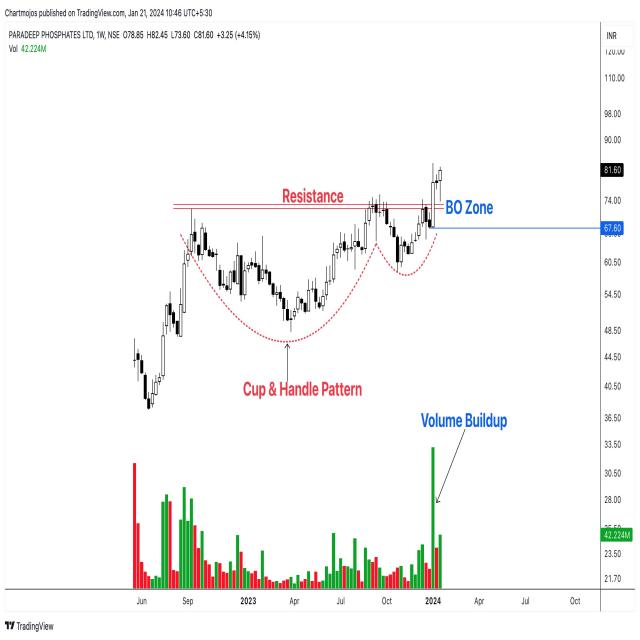 Chartmojos published on TradingView.com, Jan 21, 2024 10:46 UTC+5:30
PARADEEP PHOSPHATES LTD, 1W, NSE O78.85 H82.45 L73.60 C81.60 +3.25 (+4.15%)
INR
Vol 42.224M
120.00
110.00
98.00
90.00
81.60
Resistance
74.00
BO Zone
67.60
60.50
54.50
48.50
44.50
Cup & Handle Pattern
40.50
Volume Buildup
36.50
33.50
30.50
28.00
42.224M
23.50
21.70
Jun Sep 2023 Apr Jul Oct 2024 Apr Jul Oct
TradingView